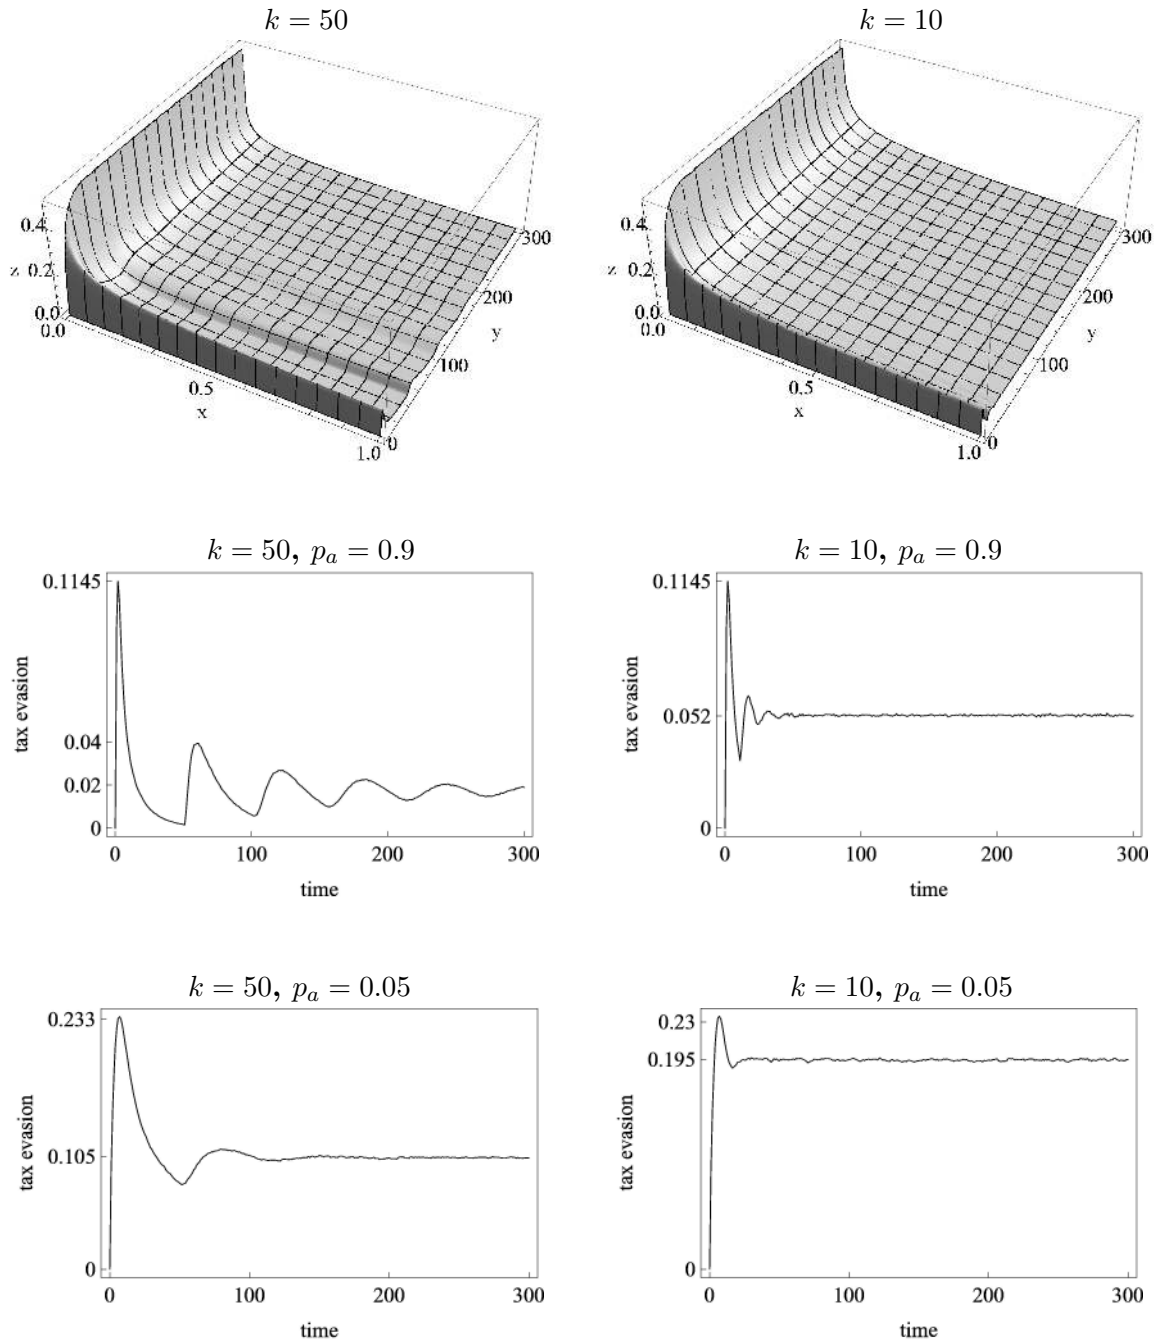 k = 50
k = 10
0.4
z 0.2
0.0
0.0
0.5
x
1.0
0
100
y
200
300
0.4
z 0.2
0.0
0.0
0.5
x
1.0
0
100
y
200
300
k = 50, pₐ = 0.9
0.1145
0.04
0.02
0
tax evasion
0 100 200 300
time
k = 10, pₐ = 0.9
0.1145
0.052
0
tax evasion
0 100 200 300
time
k = 50, pₐ = 0.05
0.233
0.105
0
tax evasion
0 100 200 300
time
k = 10, pₐ = 0.05
0.23
0.195
0
tax evasion
0 100 200 300
time